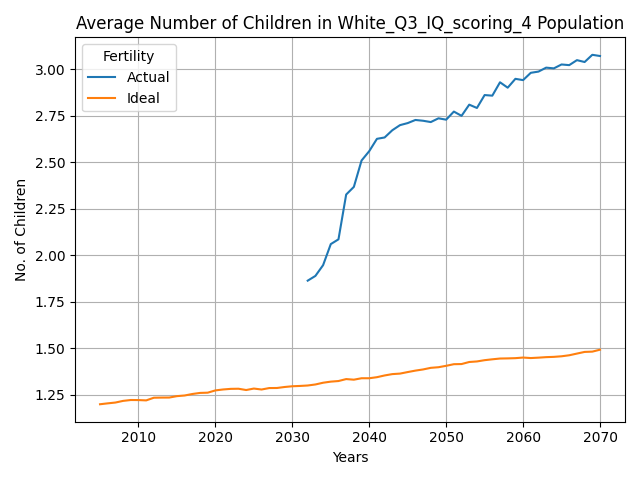 Average Number of Children in White_Q3_IQ_scoring_4 Population
Fertility
Actual
Ideal
No. of Children
3.00
2.75
2.50
2.25
2.00
1.75
1.50
1.25
2010 2020 2030 2040 2050 2060 2070
Years